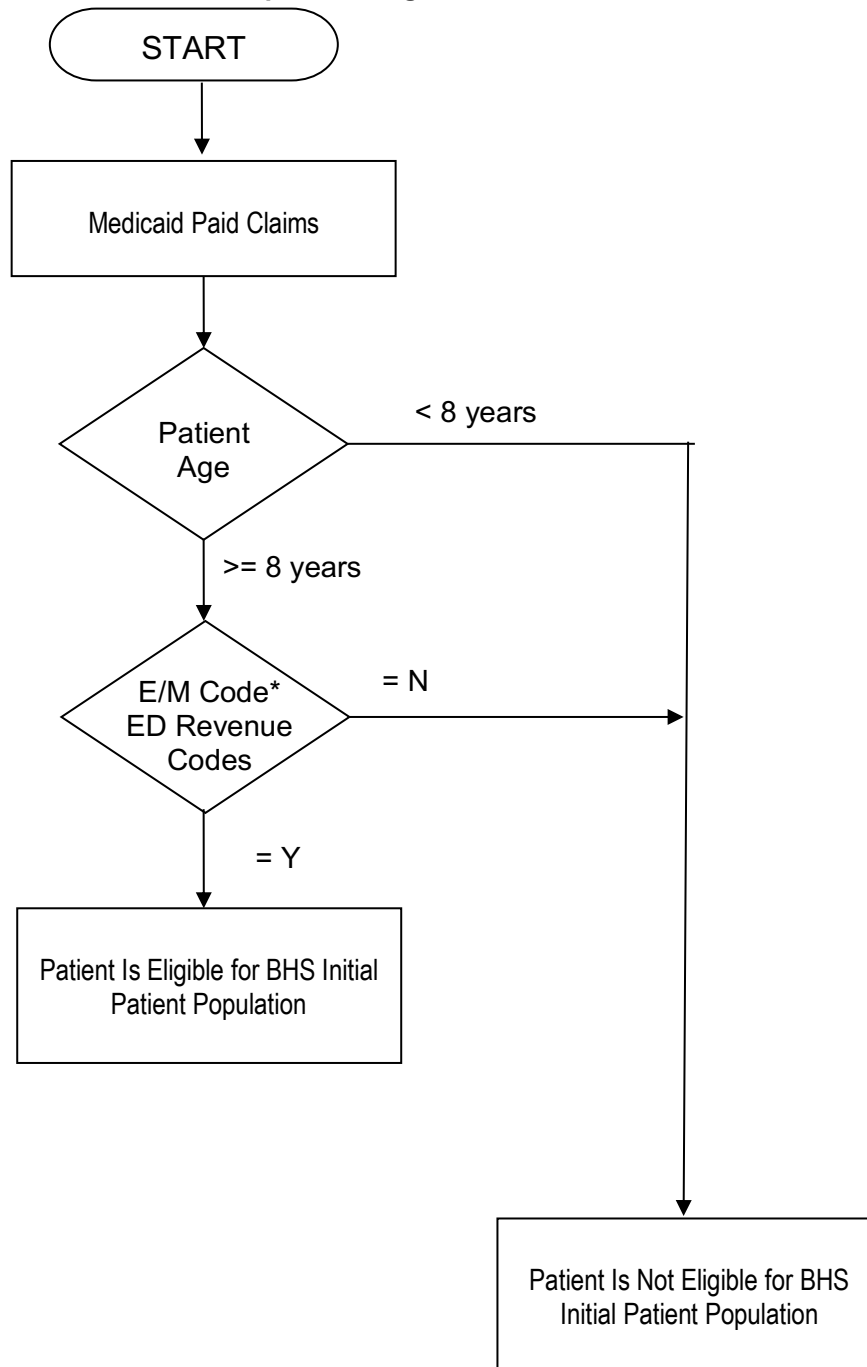 START
Medicaid Paid Claims
Patient
Age
< 8 years
>= 8 years
E/M Code*
ED Revenue
Codes
= N
= Y
Patient Is Eligible for BHS Initial
Patient Population
Patient Is Not Eligible for BHS
Initial Patient Population